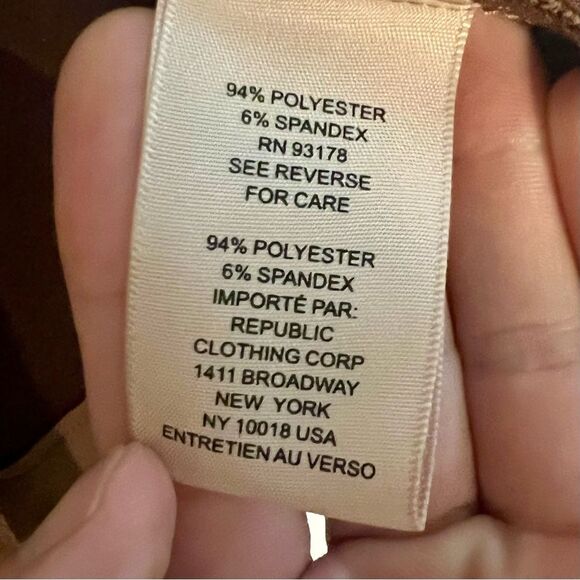 94% POLYESTER
6% SPANDEX
RN 93178
SEE REVERSE
FOR CARE
94% POLYESTER
6% SPANDEX
IMPORTÉ PAR:
REPUBLIC
CLOTHING CORP
1411 BROADWAY
NEW YORK
NY 10018 USA
ENTRETIEN AU VERSO